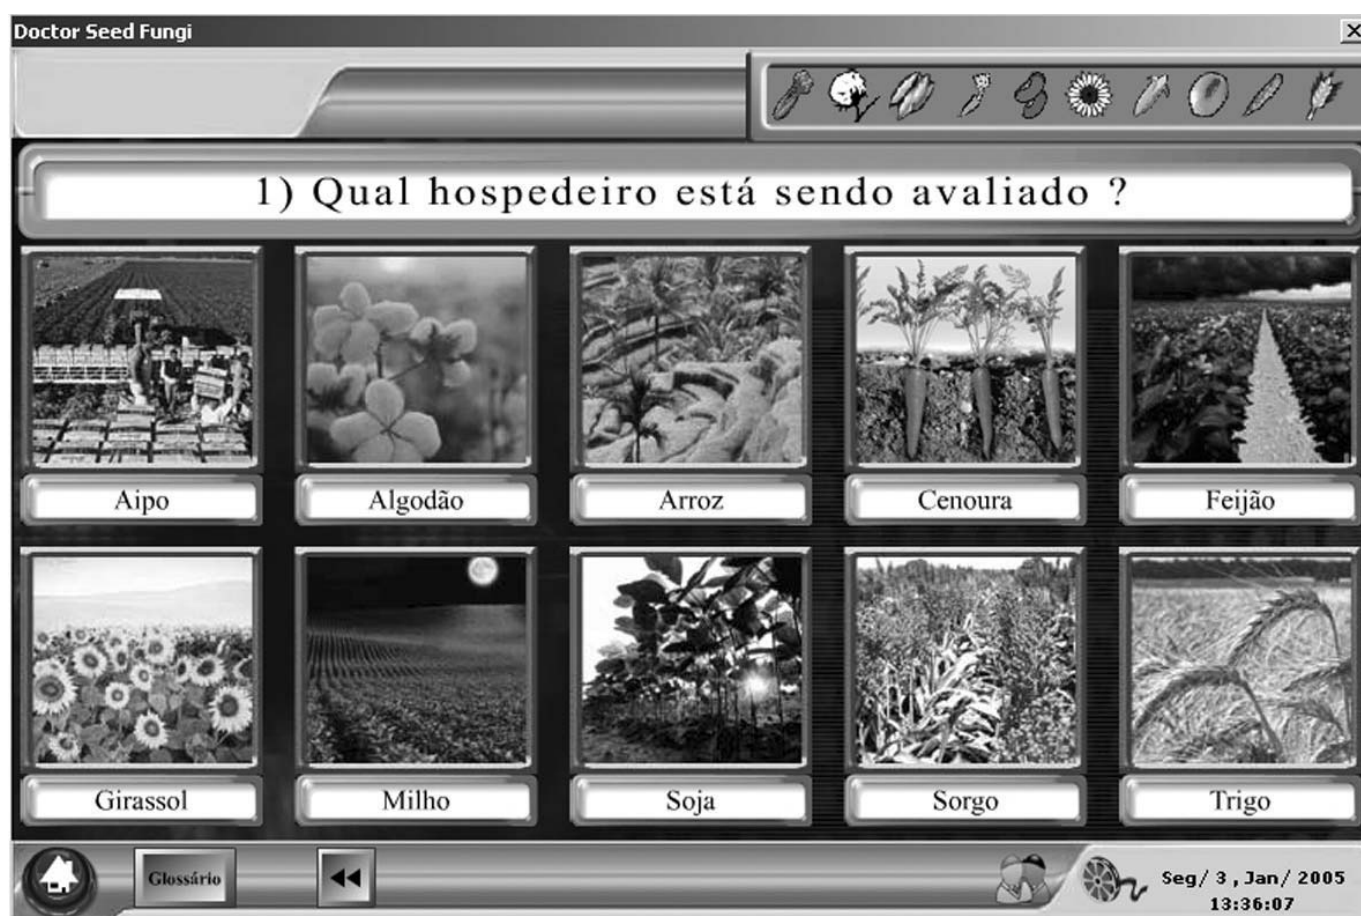 Doctor Seed Fungi
1) Qual hospedeiro está sendo avaliado ?
Aipo
Algodão
Arroz
Cenoura
Feijão
Girassol
Milho
Soja
Sorgo
Trigo
Glossário
Seg/ 3 , Jan/ 2005
13:36:07